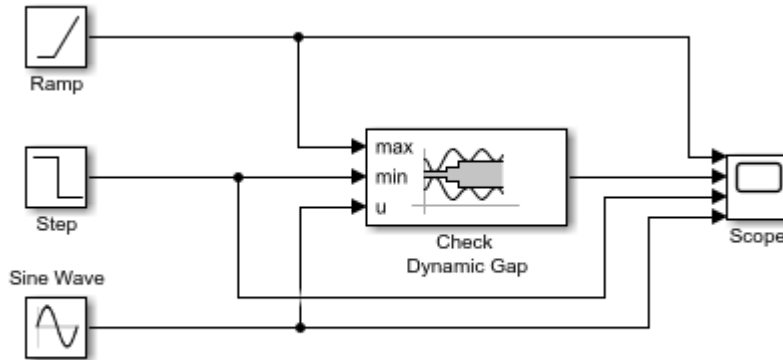 Ramp
max
min
u
Step
Check
Dynamic Gap
Scope
Sine Wave